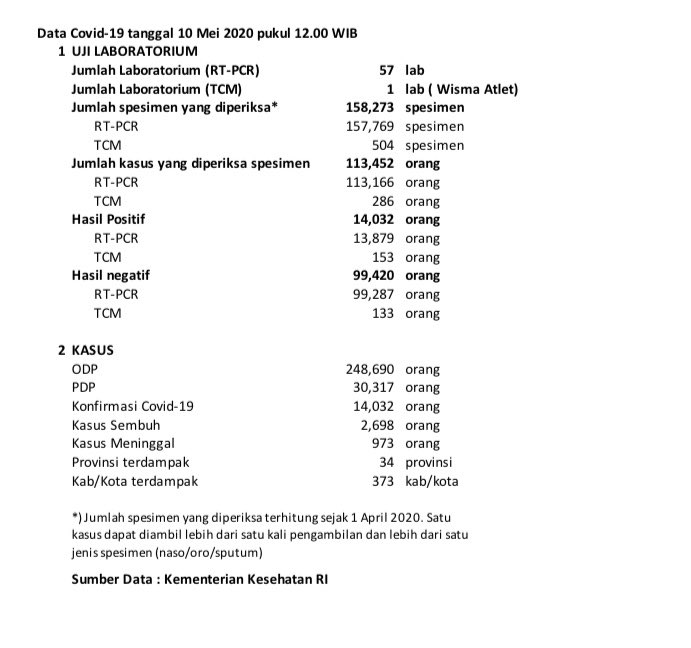 Data Covid-19 tanggal 10 Mei 2020 pukul 12.00 WIB
1 UJI LABORATORIUM
Jumlah Laboratorium (RT-PCR) 57 lab
Jumlah Laboratorium (TCM) 1 lab ( Wisma Atlet)
Jumlah spesimen yang diperiksa* 158,273 spesimen
RT-PCR 157,769 spesimen
TCM 504 spesimen
Jumlah kasus yang diperiksa spesimen 113,452 orang
RT-PCR 113,166 orang
TCM 286 orang
Hasil Positif 14,032 orang
RT-PCR 13,879 orang
TCM 153 orang
Hasil negatif 99,420 orang
RT-PCR 99,287 orang
TCM 133 orang
2 KASUS
ODP 248,690 orang
PDP 30,317 orang
Konfirmasi Covid-19 14,032 orang
Kasus Sembuh 2,698 orang
Kasus Meninggal 973 orang
Provinsi terdampak 34 provinsi
Kab/Kota terdampak 373 kab/kota
*) Jumlah spesimen yang diperiksa terhitung sejak 1 April 2020. Satu
kasus dapat diambil lebih dari satu kali pengambilan dan lebih dari satu
jenis spesimen (naso/oro/sputum)
Sumber Data : Kementerian Kesehatan RI